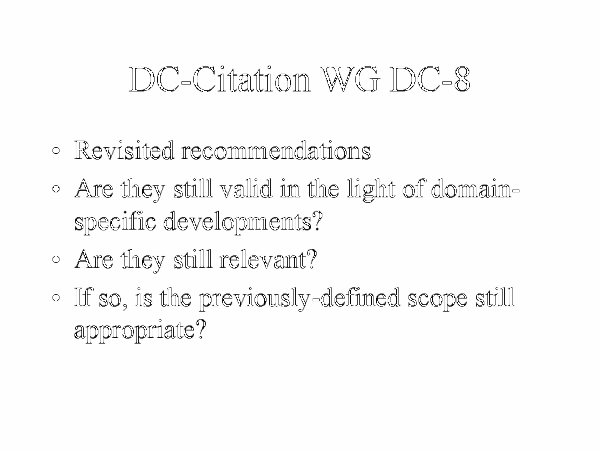 DC-Citation WG DC-8
◦ Revisited recommendations
◦ Are they still valid in the light of domain-
specific developments?
◦ Are they still relevant?
◦ If so, is the previously-defined scope still
appropriate?